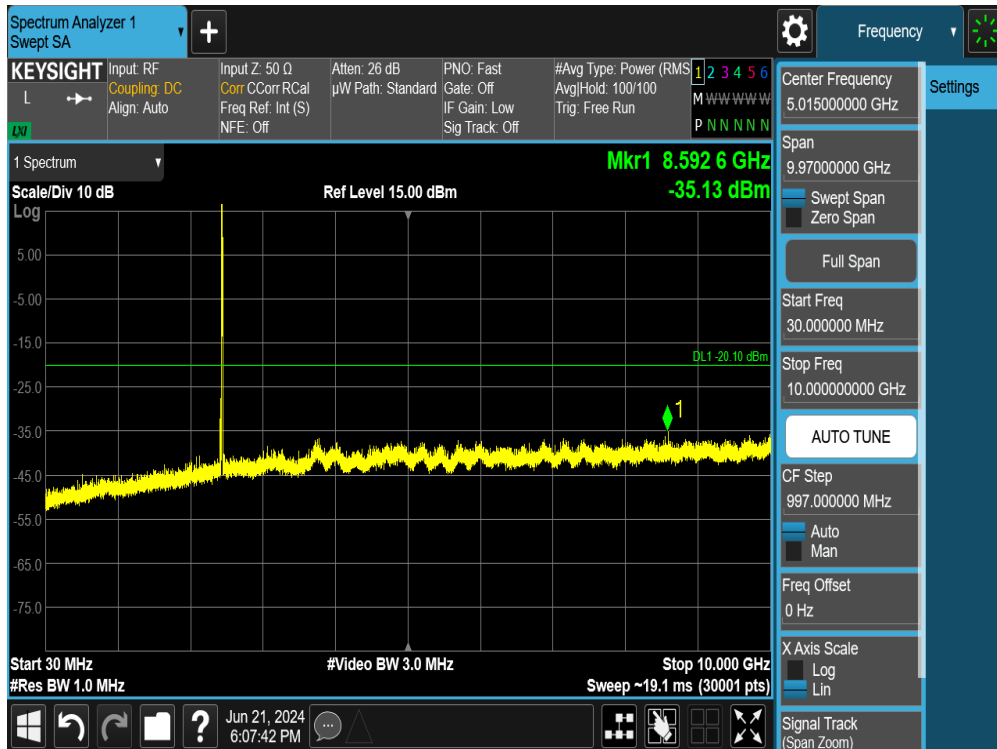 Spectrum Analyzer 1
Swept SA
+
Frequency
KEYSIGHT
L
LXI
Input: RF
Coupling: DC
Align: Auto
Input Z: 50 Ω
Corr CCorr RCal
Freq Ref: Int (S)
NFE: Off
Atten: 26 dB
µW Path: Standard
PNO: Fast
Gate: Off
IF Gain: Low
Sig Track: Off
#Avg Type: Power (RMS
Avg|Hold: 100/100
Trig: Free Run
1 2 3 4 5 6
M W W W W W W
P N N N N N
1 Spectrum
Mkr1 8.592 6 GHz
-35.13 dBm
Scale/Div 10 dB
Ref Level 15.00 dBm
Log
5.00
-5.00
-15.0
DL1 -20.10 dBm
-25.0
1
-35.0
-45.0
-55.0
-65.0
-75.0
Start 30 MHz
#Video BW 3.0 MHz
Stop 10.000 GHz
#Res BW 1.0 MHz
Sweep ~19.1 ms (30001 pts)
?
Jun 21, 2024
6:07:42 PM
Center Frequency
5.015000000 GHz
Settings
Span
9.97000000 GHz
Swept Span
Zero Span
Full Span
Start Freq
30.000000 MHz
Stop Freq
10.000000000 GHz
AUTO TUNE
CF Step
997.000000 MHz
Auto
Man
Freq Offset
0 Hz
X Axis Scale
Log
Lin
Signal Track
(Span Zoom)